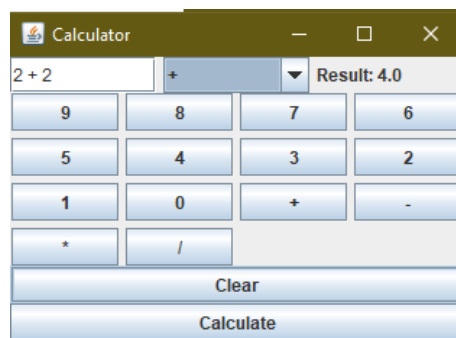 Calculator
2 + 2 + Result: 4.0
9 8 7 6
5 4 3 2
1 0 + -
* /
Clear
Calculate